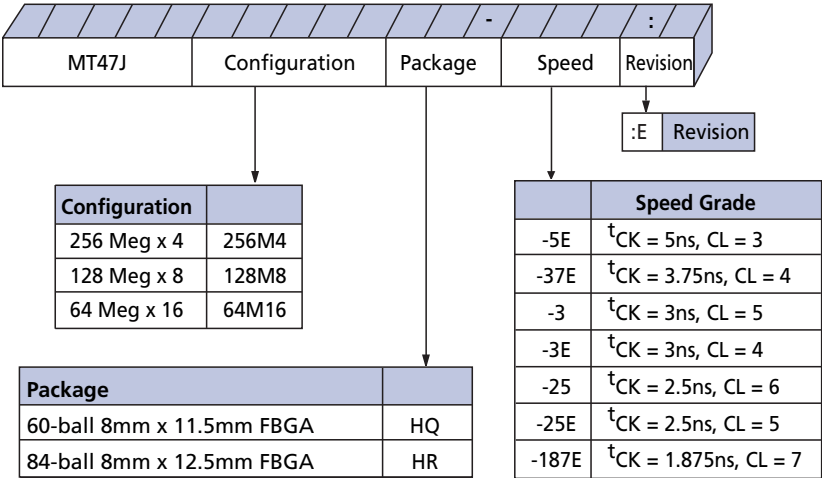 - :
MT47J Configuration Package Speed Revision
:E Revision
Configuration
256 Meg x 4 256M4
128 Meg x 8 128M8
64 Meg x 16 64M16
Package
60-ball 8mm x 11.5mm FBGA HQ
84-ball 8mm x 12.5mm FBGA HR
Speed Grade
-5E tCK = 5ns, CL = 3
-37E tCK = 3.75ns, CL = 4
-3 tCK = 3ns, CL = 5
-3E tCK = 3ns, CL = 4
-25 tCK = 2.5ns, CL = 6
-25E tCK = 2.5ns, CL = 5
-187E tCK = 1.875ns, CL = 7